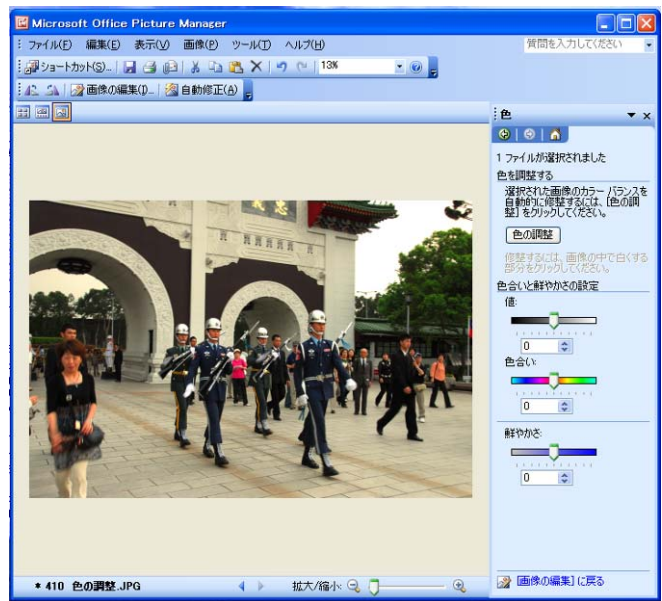 Microsoft Office Picture Manager
ファイル(F) 編集(E) 表示(V) 画像(P) ツール(T) ヘルプ(H) 質問を入力してください
ショートカット(S)... 13%
画像の編集(I)... 自動修正(A)
色
1 ファイルが選択されました
色を調整する
選択された画像のカラー バランスを
自動的に修整するには、[色の調
整] をクリックしてください。
色の調整
修整するには、画像の中で白くする
部分をクリックしてください。
色合いと鮮やかさの設定
値:
0
色合い:
0
鮮やかさ:
0
* 410 色の調整.JPG 拡大/縮小:
[画像の編集] に戻る